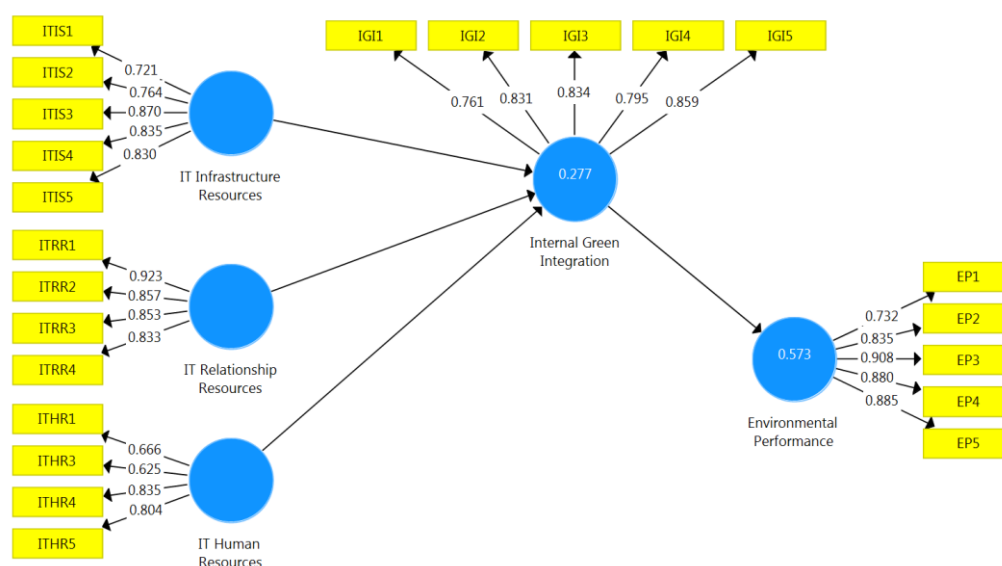 ITIS1
ITIS2
ITIS3
ITIS4
ITIS5
0.721
0.764
0.870
0.835
0.830
IT Infrastructure
Resources
IGI1
IGI2
IGI3
IGI4
IGI5
0.761
0.831
0.834
0.795
0.859
0.277
Internal Green
Integration
ITRR1
ITRR2
ITRR3
ITRR4
0.923
0.857
0.853
0.833
IT Relationship
Resources
ITHR1
ITHR3
ITHR4
ITHR5
0.666
0.625
0.835
0.804
IT Human
Resources
0.573
Environmental
Performance
0.732
0.835
0.908
0.880
0.885
EP1
EP2
EP3
EP4
EP5